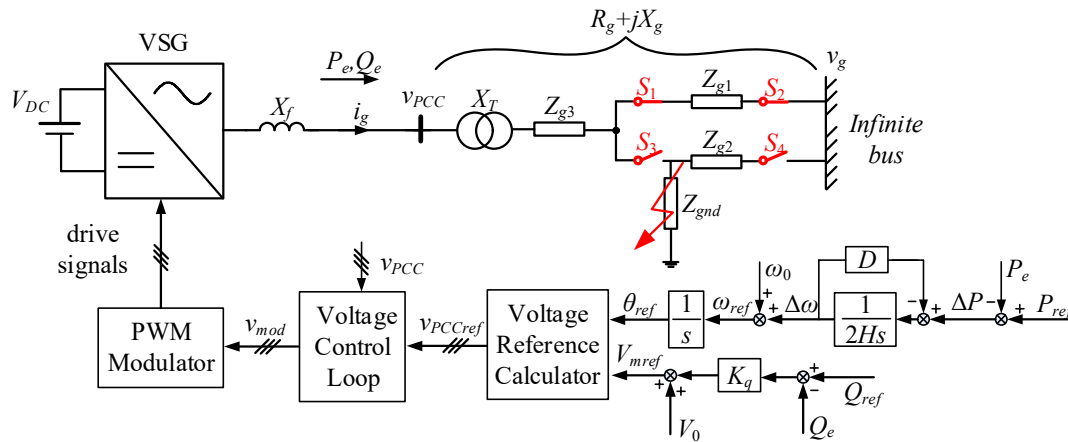 VSG
R_g+jX_g
P_e,Q_e
v_g
V_DC
X_f
v_PCC
X_T
Z_g3
S_1
Z_g1
S_2
i_g
Infinite
bus
S_3
Z_g2
S_4
Z_gnd
drive
signals
v_PCC
ω_0
D
P_e
θ_ref
1
s
ω_ref
+
+
Δω
1
2Hs
−
+
ΔP
−
+
P_ref
PWM
Modulator
v_mod
Voltage
Control
Loop
v_PCCref
Voltage
Reference
Calculator
V_mref
+
+
K_q
+
−
Q_ref
V_0
Q_e